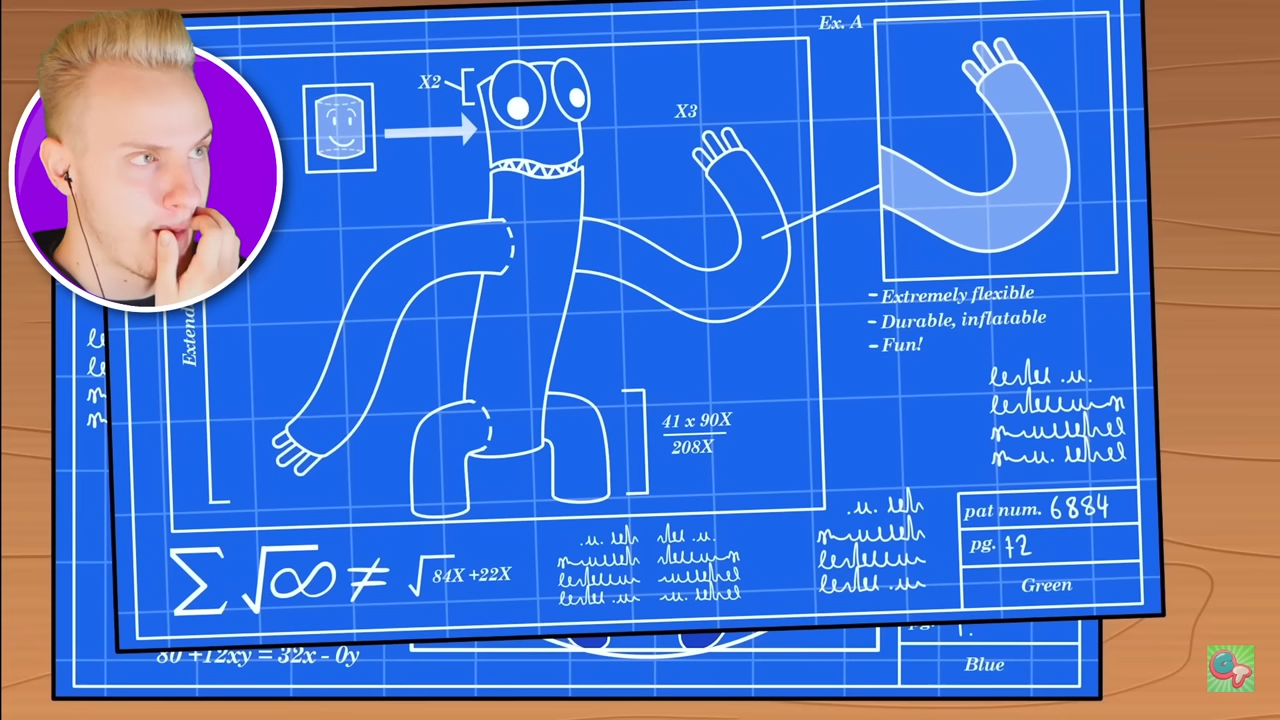 Ex. A
X2
X3
Extend
- Extremely flexible
- Durable, inflatable
- Fun!
41 x 90X
208X
pat num. 6884
pg. 12
Green
∑ √∞ ≠ √84X +22X
80 +12xy = 32x - 0y
Blue
GT